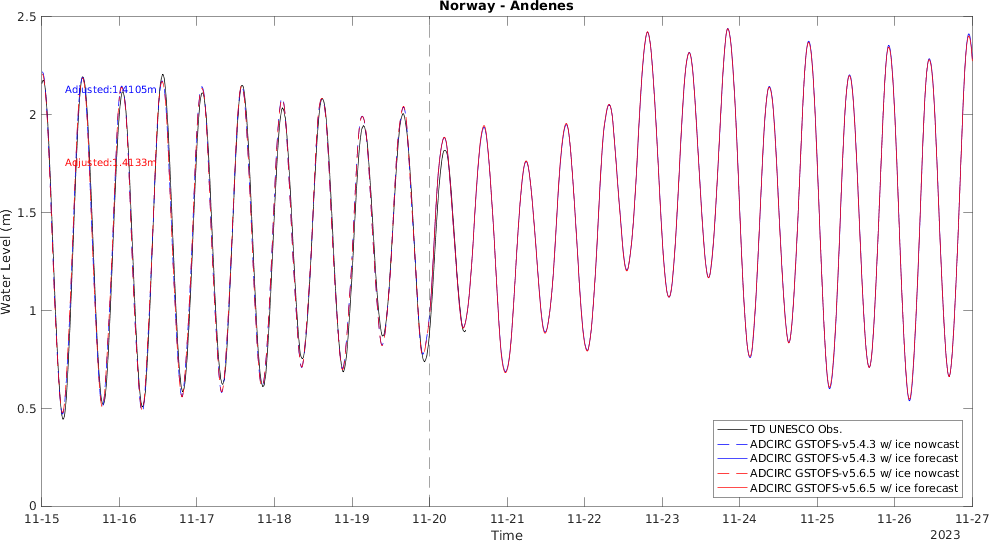 Norway - Andenes
2.5
2
1.5
1
0.5
0
Water Level (m)
Adjusted:1.4105m
Adjusted:1.4133m
TD UNESCO Obs.
ADCIRC GSTOFS-v5.4.3 w/ ice nowcast
ADCIRC GSTOFS-v5.4.3 w/ ice forecast
ADCIRC GSTOFS-v5.6.5 w/ ice nowcast
ADCIRC GSTOFS-v5.6.5 w/ ice forecast
11-15 11-16 11-17 11-18 11-19 11-20 11-21 11-22 11-23 11-24 11-25 11-26 11-27
Time
2023